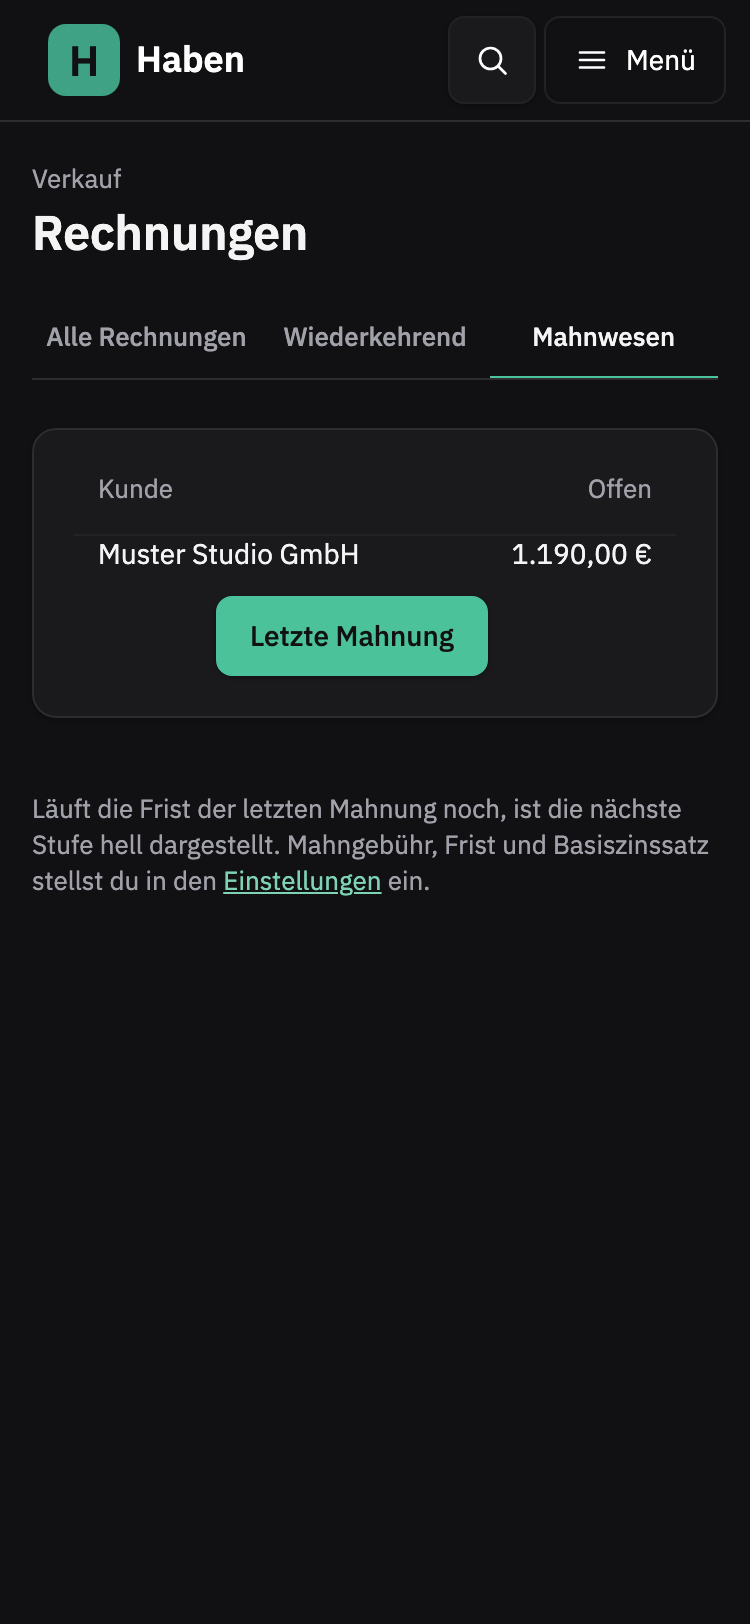 H Haben
Menü
Verkauf
Rechnungen
Alle Rechnungen Wiederkehrend Mahnwesen
Kunde Offen
Muster Studio GmbH 1.190,00 €
Letzte Mahnung
Läuft die Frist der letzten Mahnung noch, ist die nächste
Stufe hell dargestellt. Mahngebühr, Frist und Basiszinssatz
stellst du in den Einstellungen ein.